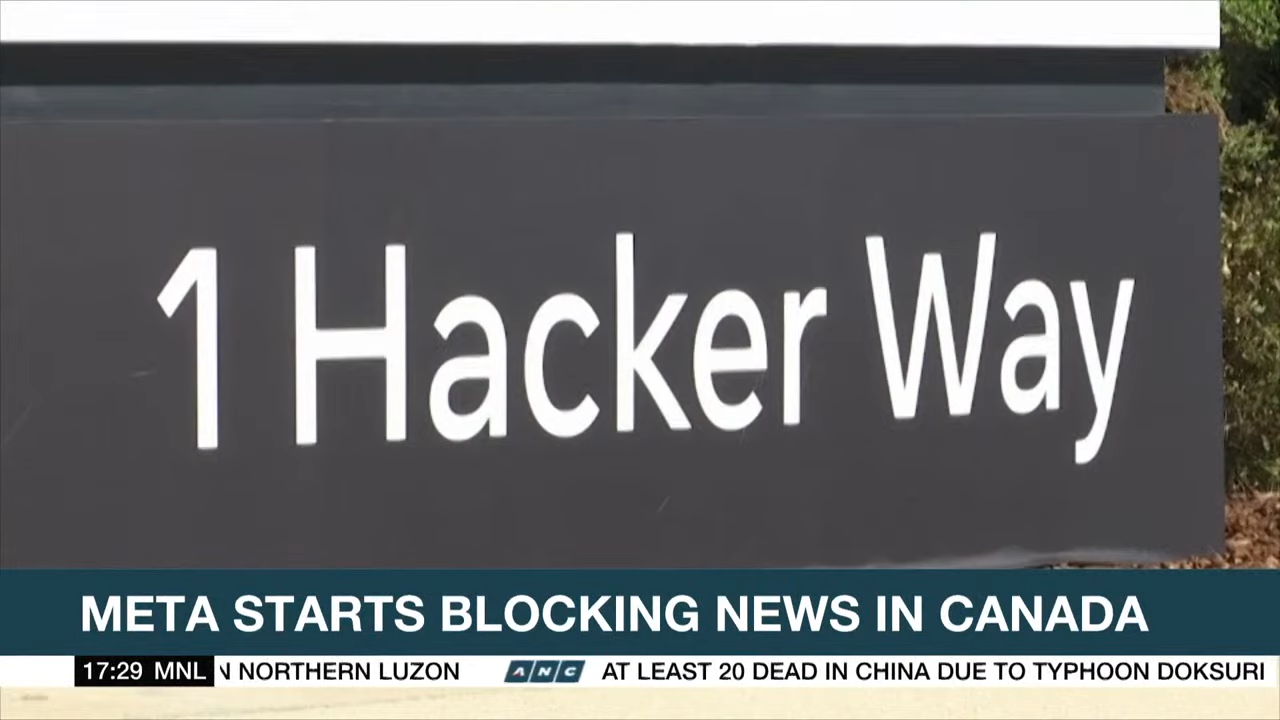 1 Hacker Way
META STARTS BLOCKING NEWS IN CANADA
17:29 MNL N NORTHERN LUZON ANC AT LEAST 20 DEAD IN CHINA DUE TO TYPHOON DOKSURI